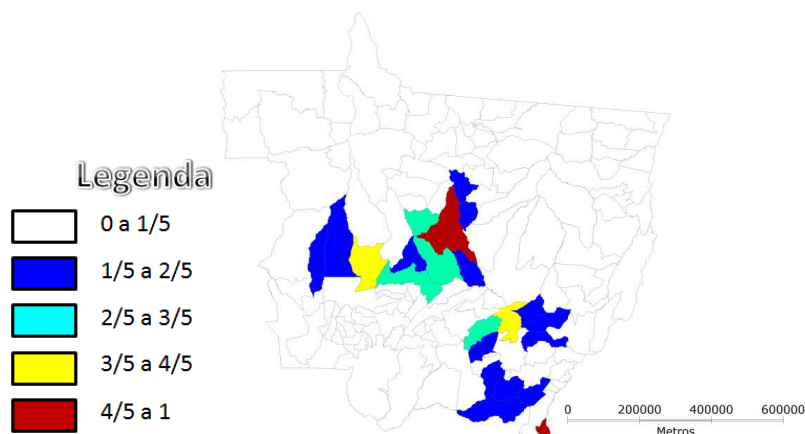 Legenda
0 a 1/5
1/5 a 2/5
2/5 a 3/5
3/5 a 4/5
4/5 a 1
0 200000 400000 600000
Metros